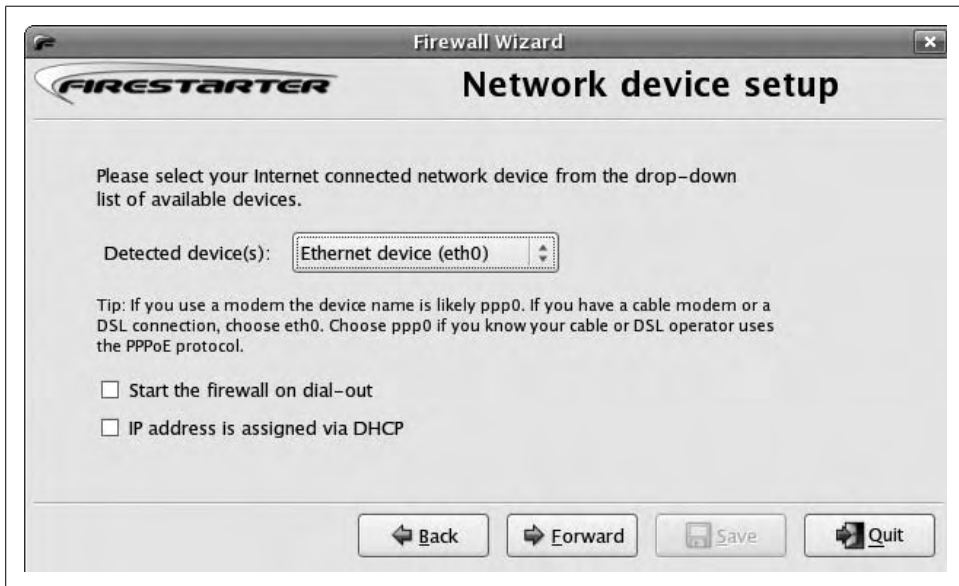 Firewall Wizard
FIRESTARTER
Network device setup
Please select your Internet connected network device from the drop-down
list of available devices.
Detected device(s): Ethernet device (eth0)
Tip: If you use a modem the device name is likely ppp0. If you have a cable modem or a
DSL connection, choose eth0. Choose ppp0 if you know your cable or DSL operator uses
the PPPoE protocol.
Start the firewall on dial-out
IP address is assigned via DHCP
Back Forward Save Quit